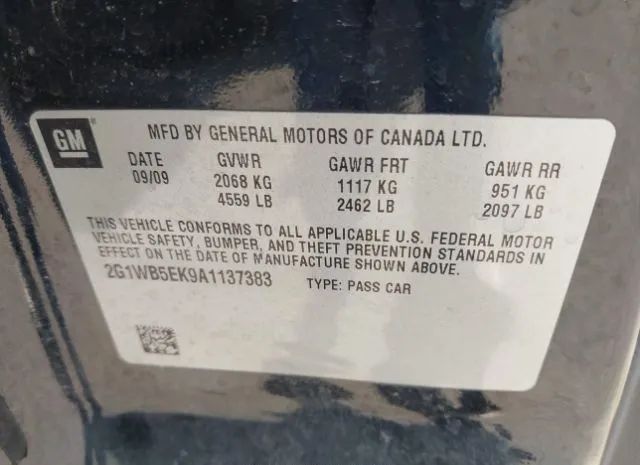 GM
MFD BY GENERAL MOTORS OF CANADA LTD.
DATE GVWR GAWR FRT GAWR RR
09/09 2068 KG 1117 KG 951 KG
4559 LB 2462 LB 2097 LB
THIS VEHICLE CONFORMS TO ALL APPLICABLE U.S. FEDERAL MOTOR
VEHICLE SAFETY, BUMPER, AND THEFT PREVENTION STANDARDS IN
EFFECT ON THE DATE OF MANUFACTURE SHOWN ABOVE.
2G1WB5EK9A1137383 TYPE: PASS CAR